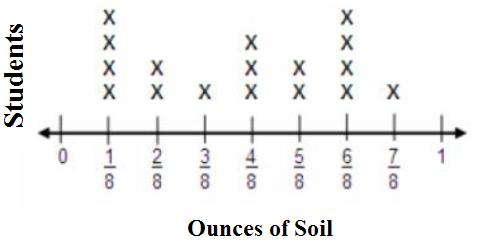 Students
X X
X X X
X X X X X
X X X X X X X
0 1/8 2/8 3/8 4/8 5/8 6/8 7/8 1
Ounces of Soil